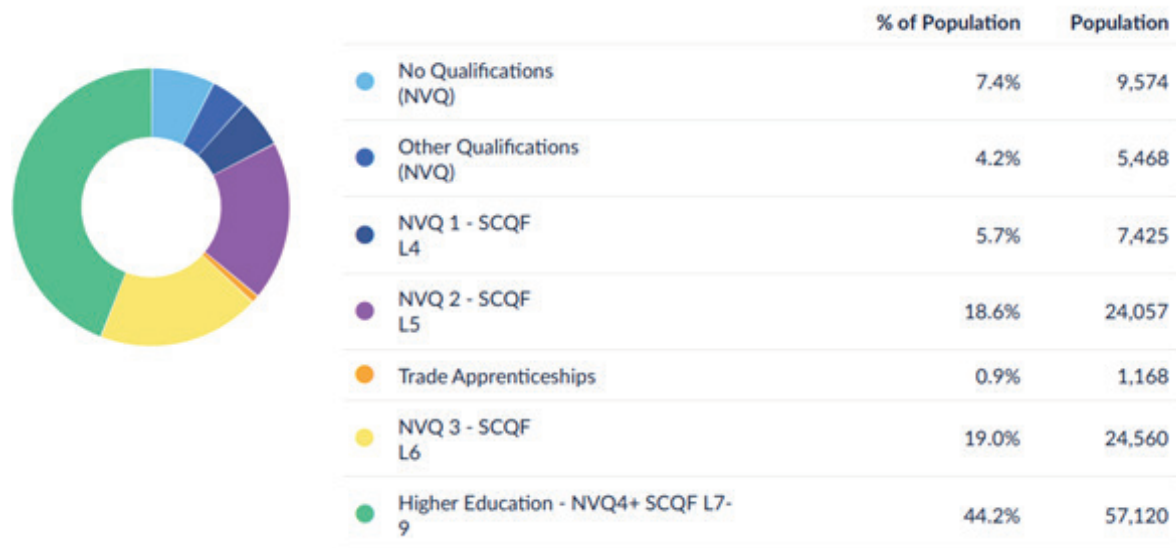 % of Population Population
No Qualifications
(NVQ)
7.4% 9,574
Other Qualifications
(NVQ)
4.2% 5,468
NVQ 1 - SCQF
L4
5.7% 7,425
NVQ 2 - SCQF
L5
18.6% 24,057
Trade Apprenticeships 0.9% 1,168
NVQ 3 - SCQF
L6
19.0% 24,560
Higher Education - NVQ4+ SCQF L7-
9
44.2% 57,120